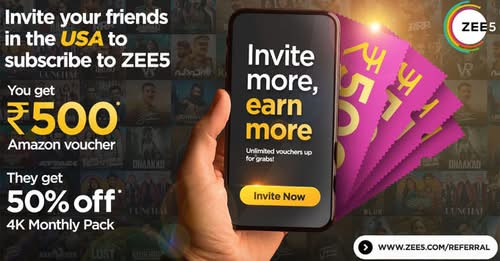 Invite your friends
in the USA to
subscribe to ZEE5
You get
₹500*
Amazon voucher
They get
50% off*
4K Monthly Pack
Invite
more,
earn
more
Unlimited vouchers up
for grabs!
Invite Now
ZEE5
WWW.ZEE5.COM/REFERRAL